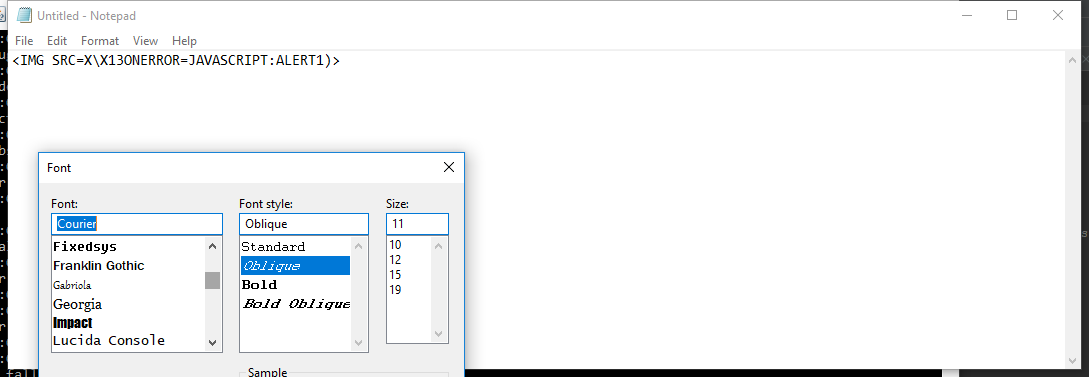 Untitled - Notepad
File Edit Format View Help
<IMG SRC=X\X13ONERROR=JAVASCRIPT:ALERT1)>
Font
Font: Font style: Size:
Courier Oblique 11
Fixedsys Standard 10
Franklin Gothic Oblique 12
Gabriola Bold 15
Georgia Bold Oblique 19
Impact
Lucida Console
Sample